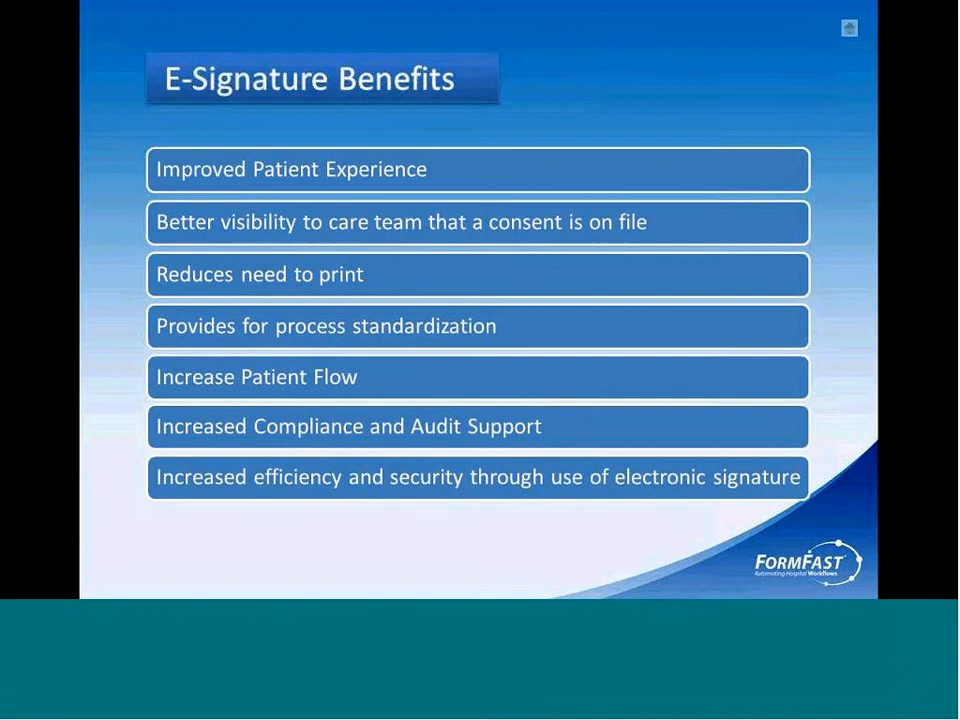 E-Signature Benefits
Improved Patient Experience
Better visibility to care team that a consent is on file
Reduces need to print
Provides for process standardization
Increase Patient Flow
Increased Compliance and Audit Support
Increased efficiency and security through use of electronic signature
FORMFAST
Automating Hospital Workflows